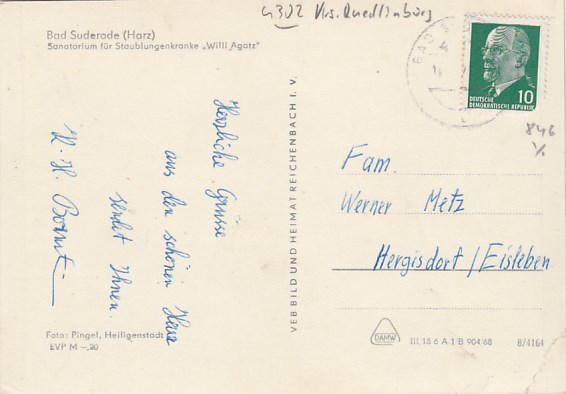 4302 Krs. Quedlinburg
Bad Suderode (Harz)
Sanatorium für Staublungenkranke „Willi Agatz"
BAD S
DEUTSCHE
DEMOKRATISCHE REPUBLIK
10
846
Herzliche Grüsse
aus den schönen Harz
sendet Ihnen
K. H.
VEB BILD UND HEIMAT REICHENBACH I. V.
Fam.
Werner Metz
Hergisdorf / Eisleben
Foto: Pingel, Heiligenstadt
EVP M –,20
DAMW
III 18 6 A 1 B 904/68
8/4164